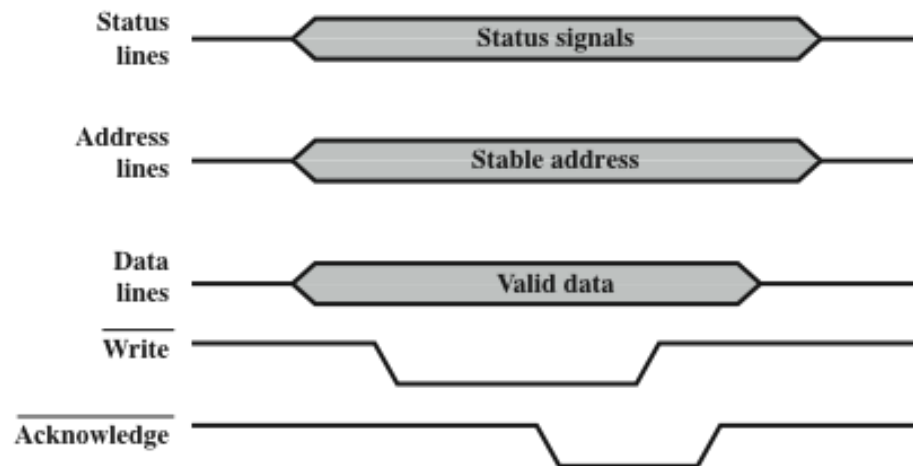 Status
lines
Status signals
Address
lines
Stable address
Data
lines
Valid data
Write
Acknowledge